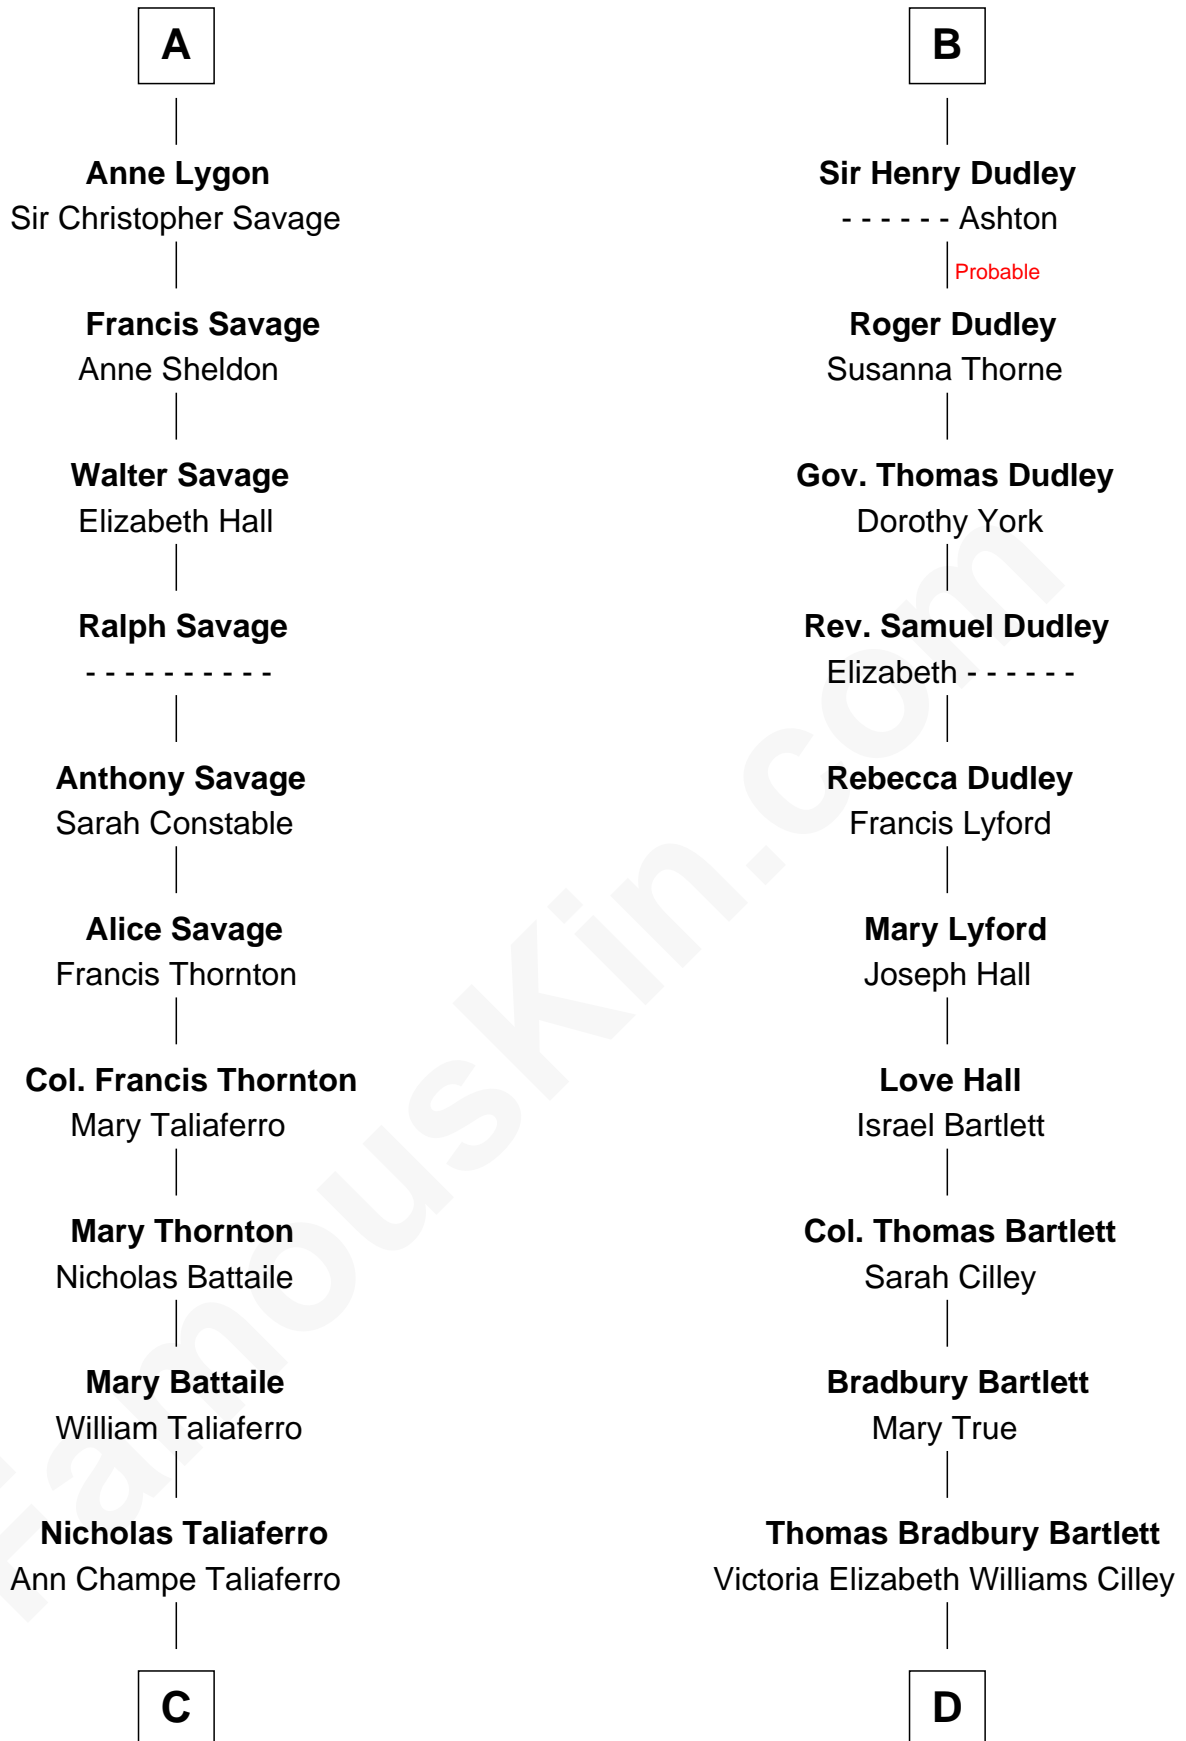 A
Anne Lygon
Sir Christopher Savage
Francis Savage
Anne Sheldon
Walter Savage
Elizabeth Hall
Ralph Savage
- - - - - - - - - -
Anthony Savage
Sarah Constable
Alice Savage
Francis Thornton
Col. Francis Thornton
Mary Taliaferro
Mary Thornton
Nicholas Battaile
Mary Battaile
William Taliaferro
Nicholas Taliaferro
Ann Champe Taliaferro
C
B
Sir Henry Dudley
- - - - - - Ashton
Probable
Roger Dudley
Susanna Thorne
Gov. Thomas Dudley
Dorothy York
Rev. Samuel Dudley
Elizabeth - - - - - -
Rebecca Dudley
Francis Lyford
Mary Lyford
Joseph Hall
Love Hall
Israel Bartlett
Col. Thomas Bartlett
Sarah Cilley
Bradbury Bartlett
Mary True
Thomas Bradbury Bartlett
Victoria Elizabeth Williams Cilley
D
FamousKin.com